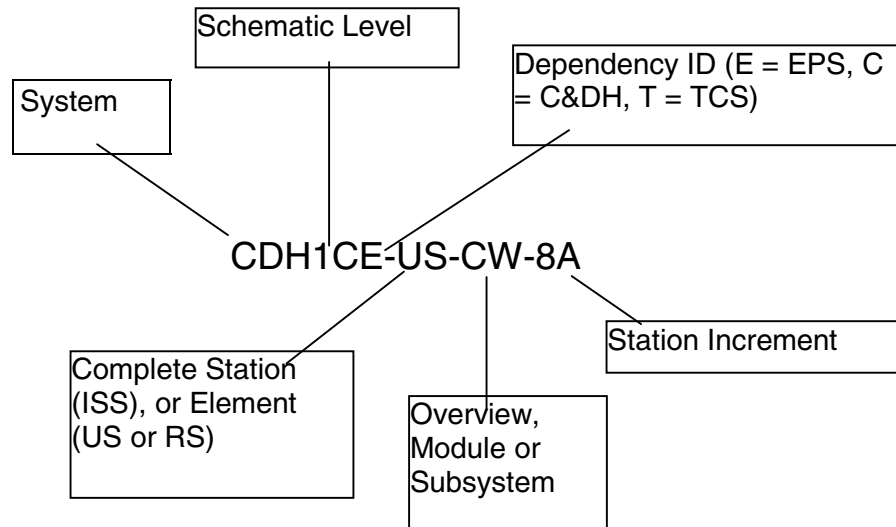 Schematic Level
Dependency ID (E = EPS, C
= C&DH, T = TCS)
System
CDH1CE-US-CW-8A
Station Increment
Complete Station
(ISS), or Element
(US or RS)
Overview,
Module or
Subsystem